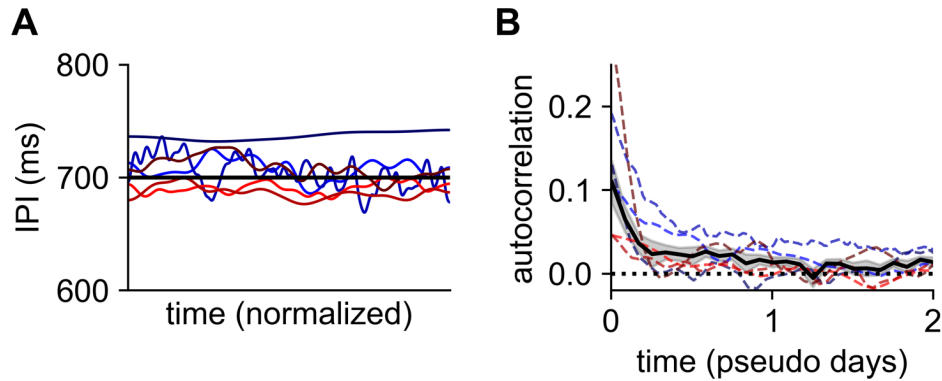 A
800
700
600
IPI (ms)
time (normalized)
B
0.2
0.1
0.0
autocorrelation
0
1
2
time (pseudo days)